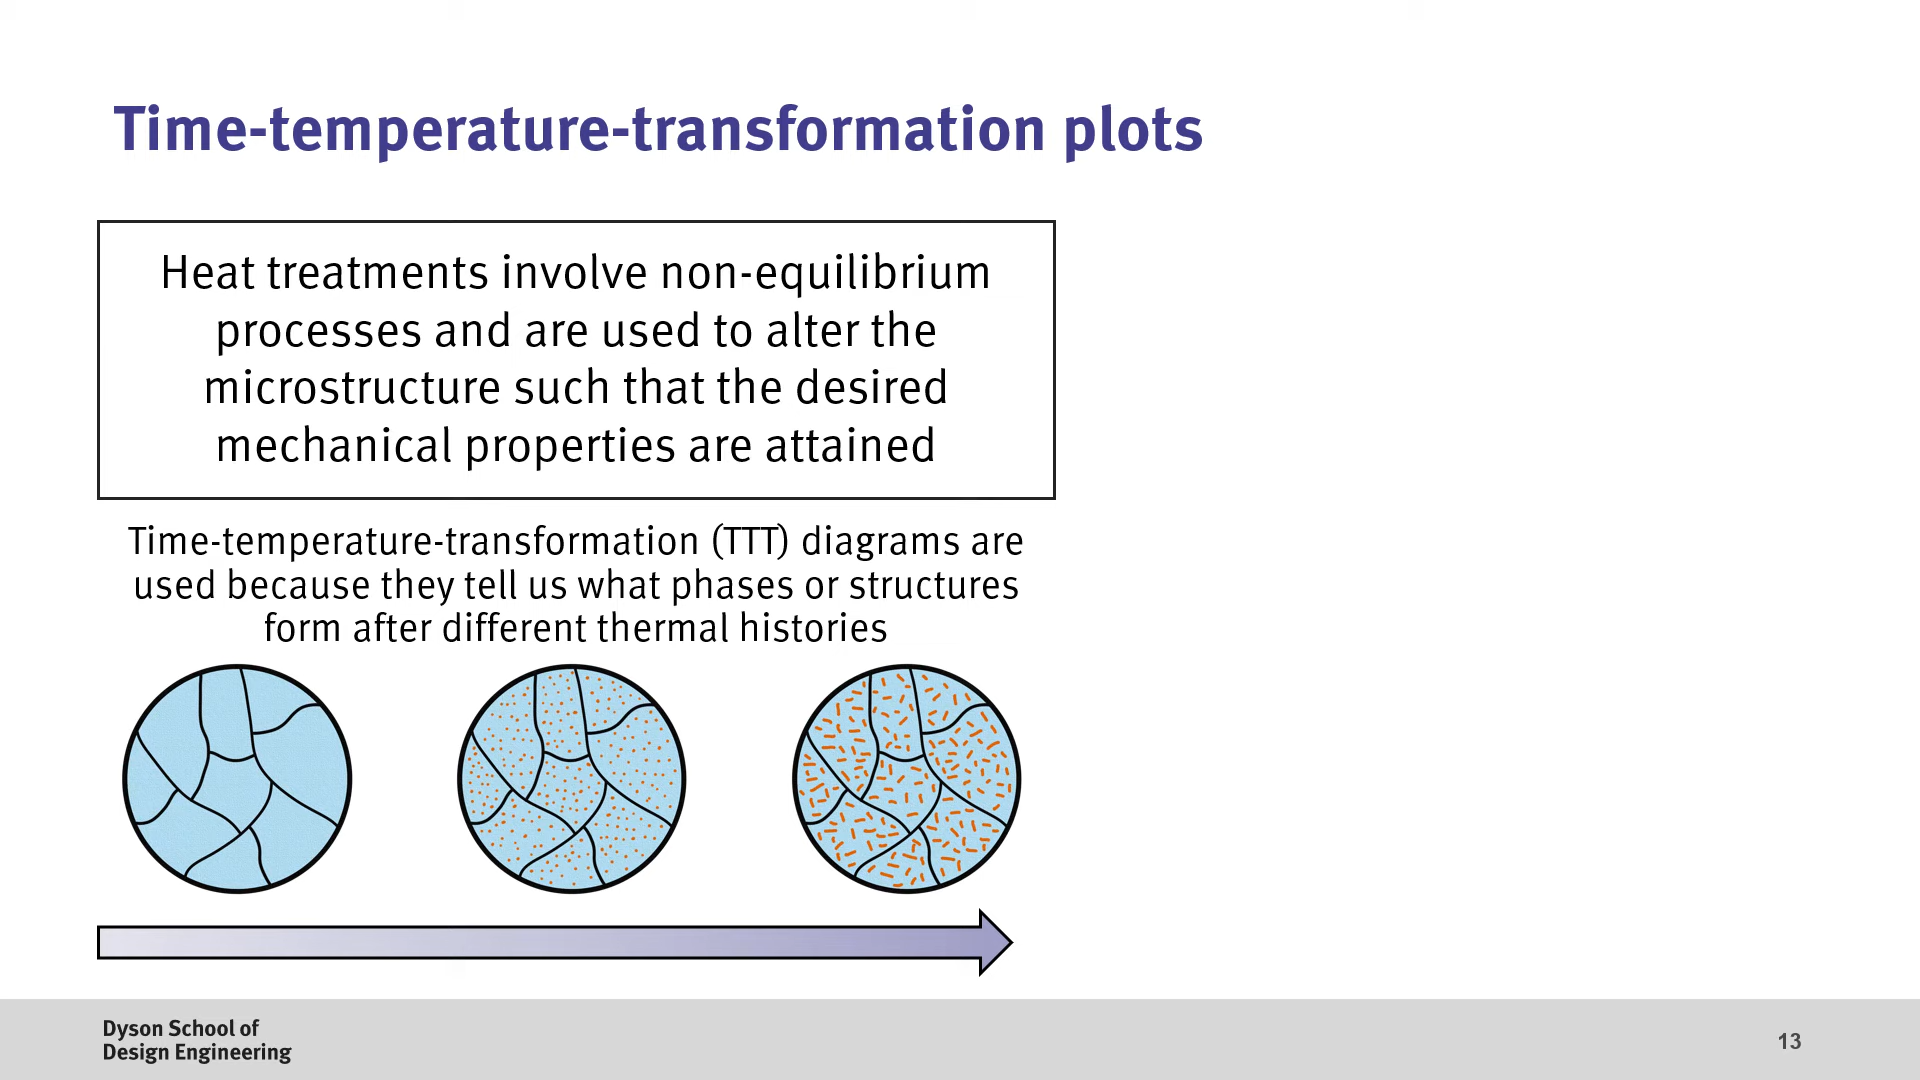 Time-temperature-transformation plots
Heat treatments involve non-equilibrium
processes and are used to alter the
microstructure such that the desired
mechanical properties are attained
Time-temperature-transformation (TTT) diagrams are
used because they tell us what phases or structures
form after different thermal histories
Dyson School of
Design Engineering
13